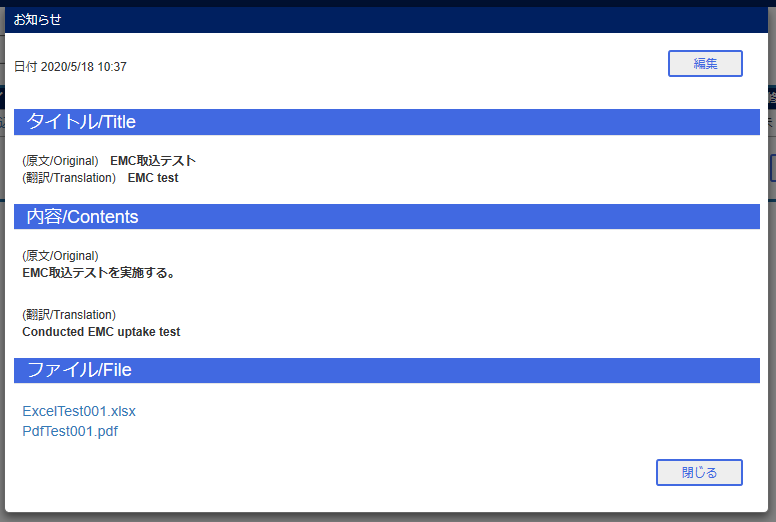 お知らせ
日付 2020/5/18 10:37
編集
タイトル/Title
(原文/Original) EMC取込テスト
(翻訳/Translation) EMC test
内容/Contents
(原文/Original)
EMC取込テストを実施する。
(翻訳/Translation)
Conducted EMC uptake test
ファイル/File
ExcelTest001.xlsx
PdfTest001.pdf
閉じる